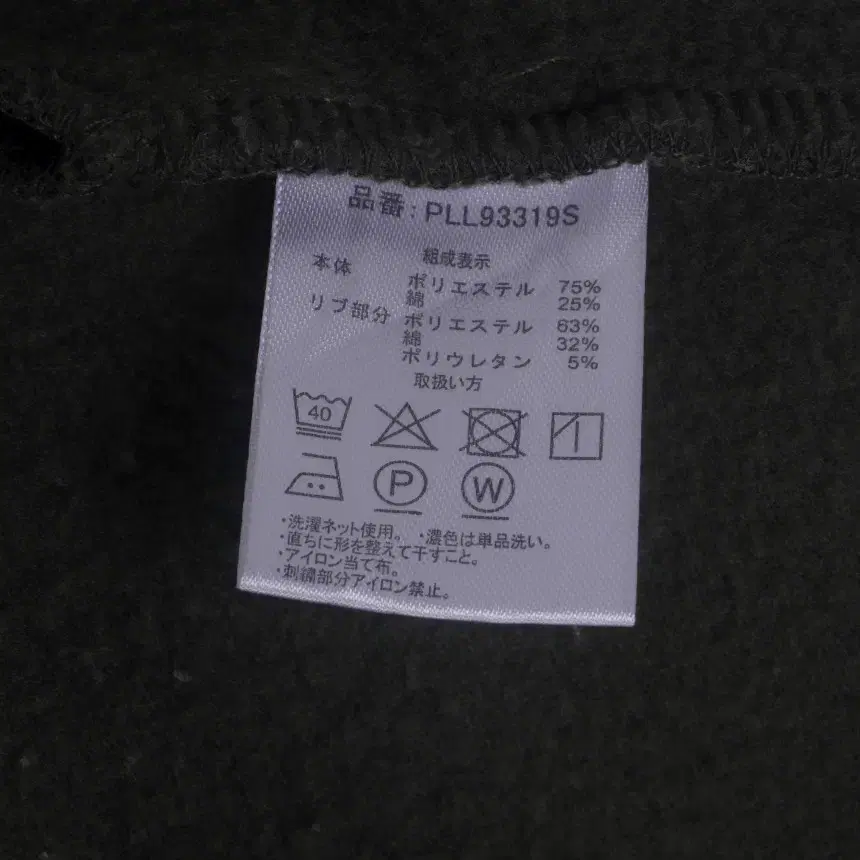 品番：PLL93319S
組成表示
本体 ポリエステル 75%
綿 25%
リブ部分 ポリエステル 63%
綿 32%
ポリウレタン 5%
取扱い方
40
P W
・洗濯ネット使用。 ・濃色は単品洗い。
・直ちに形を整えて干すこと。
・アイロン当て布。
・刺繍部分アイロン禁止。